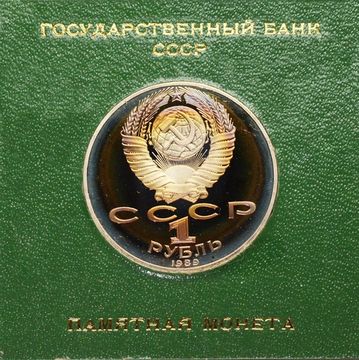 ГОСУДАРСТВЕННЫЙ БАНК
СССР
СССР
1
РУБЛЬ
1989
ПАМЯТНАЯ МОНЕТА